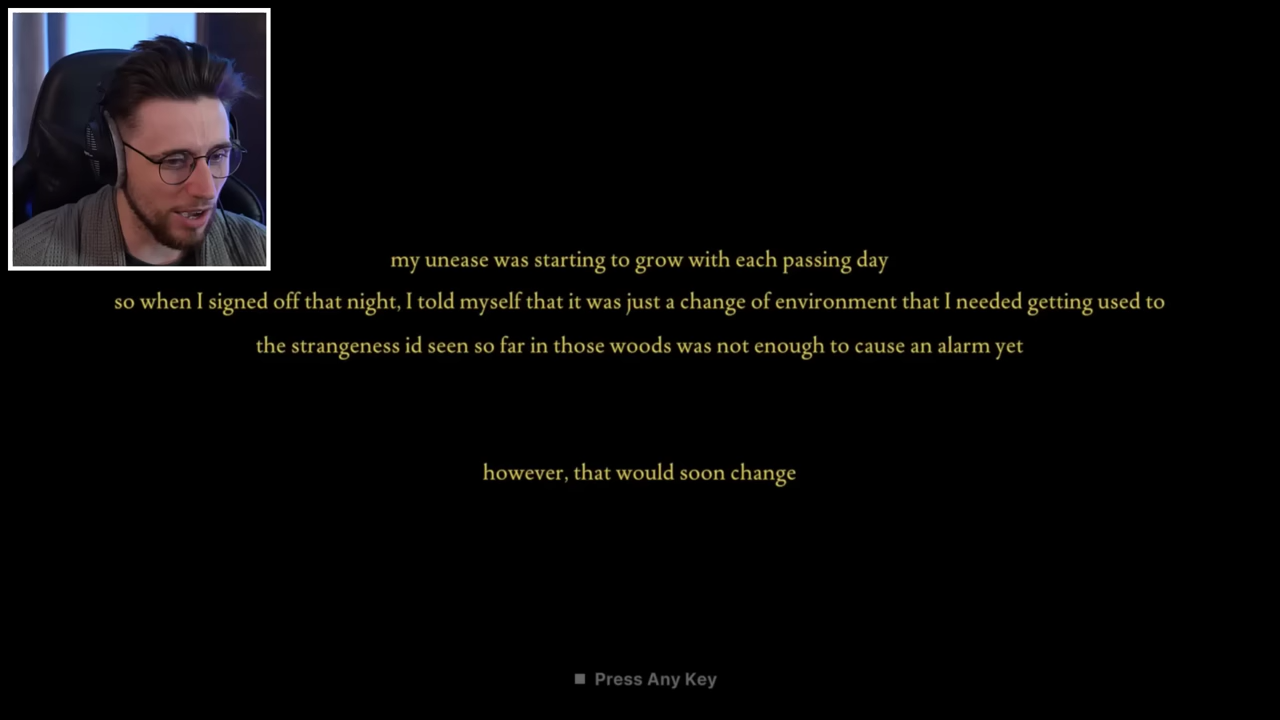 my unease was starting to grow with each passing day
so when I signed off that night, I told myself that it was just a change of environment that I needed getting used to
the strangeness id seen so far in those woods was not enough to cause an alarm yet
however, that would soon change
Press Any Key